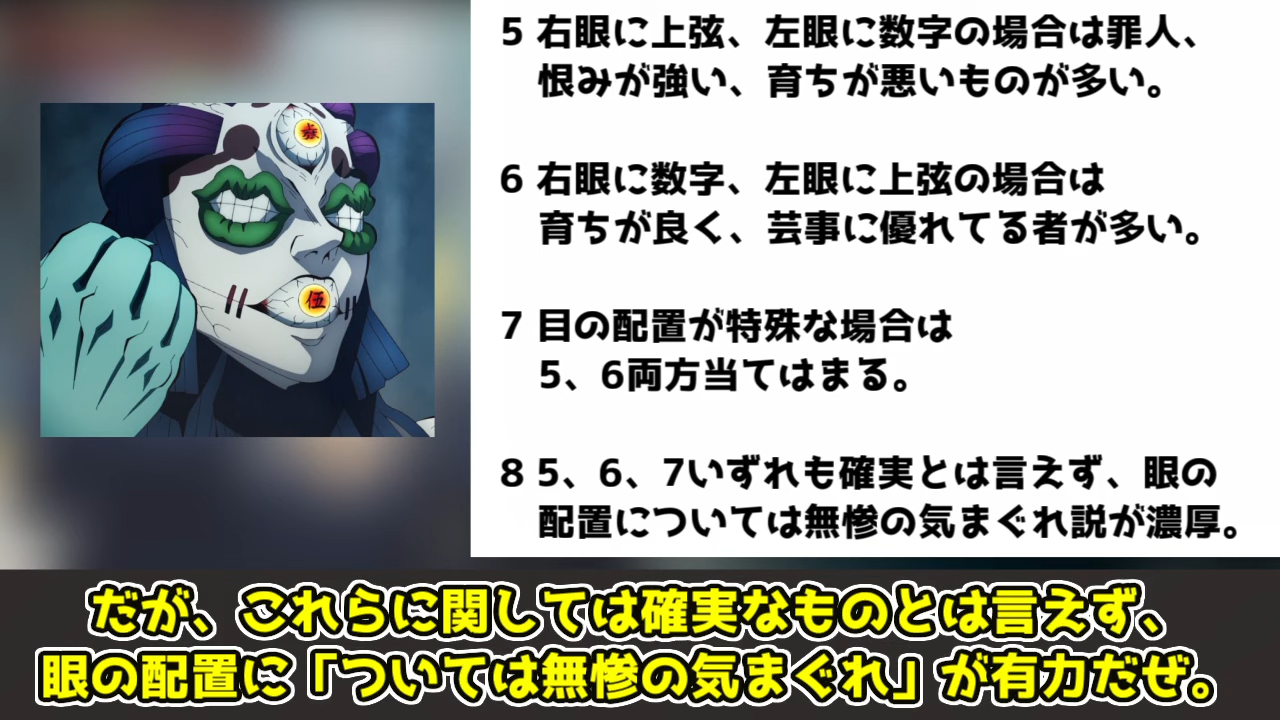 5 右眼に上弦、左眼に数字の場合は罪人、
恨みが強い、育ちが悪いものが多い。
6 右眼に数字、左眼に上弦の場合は
育ちが良く、芸事に優れてる者が多い。
7 目の配置が特殊な場合は
5、6両方当てはまる。
8 5、6、7いずれも確実とは言えず、眼の
配置については無惨の気まぐれ説が濃厚。
伍
だが、これらに関しては確実なものとは言えず、
眼の配置に「ついては無惨の気まぐれ」が有力だぜ。